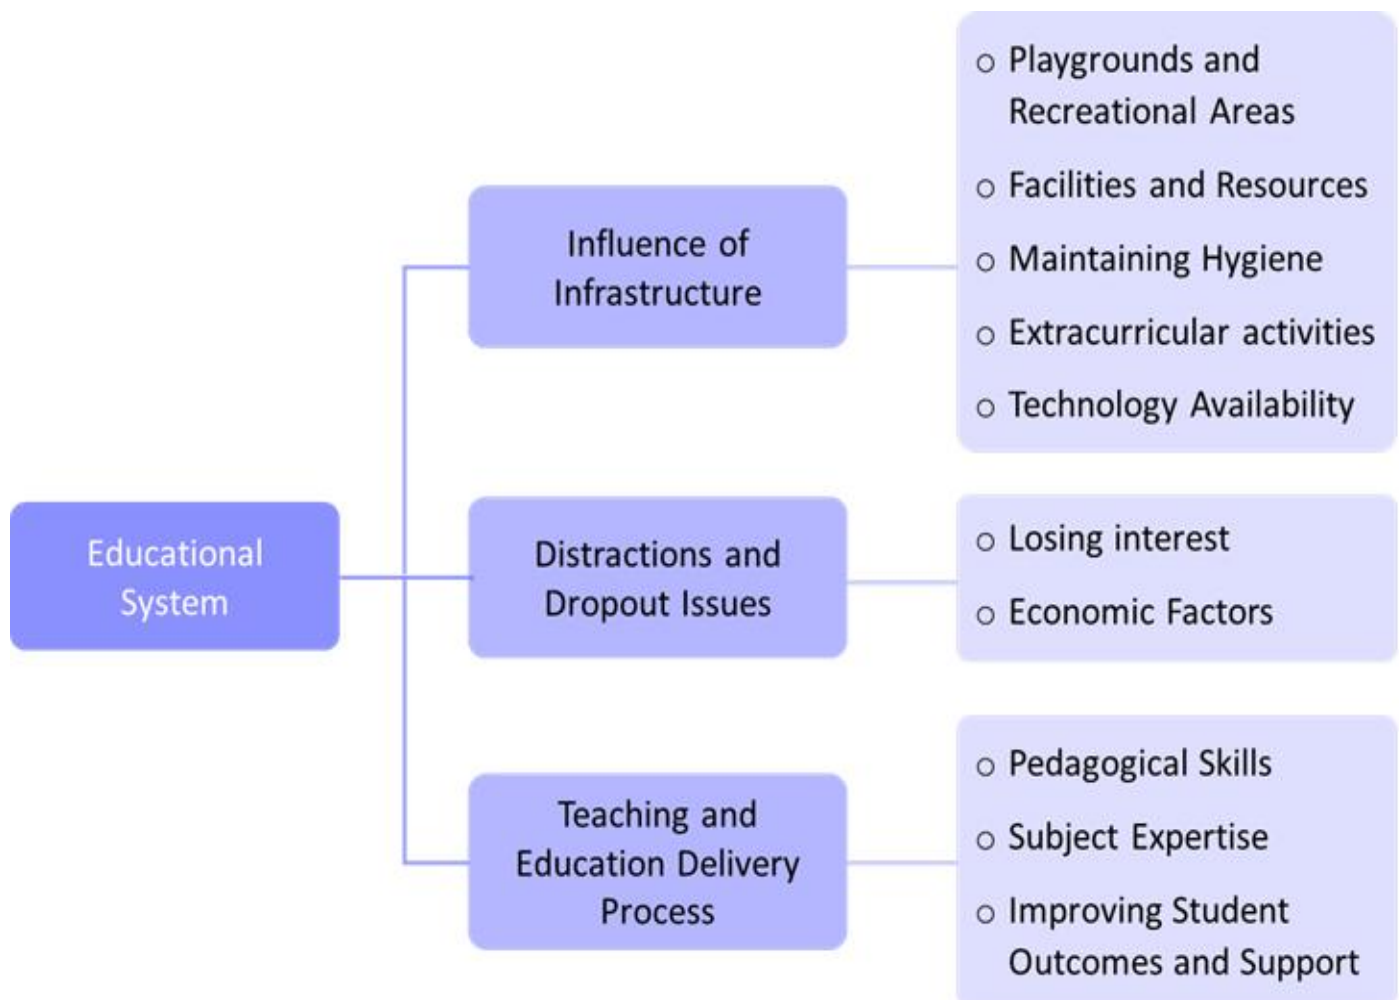 Educational
System
Influence of
Infrastructure
○ Playgrounds and
Recreational Areas
○ Facilities and Resources
○ Maintaining Hygiene
○ Extracurricular activities
○ Technology Availability
Distractions and
Dropout Issues
○ Losing interest
○ Economic Factors
Teaching and
Education Delivery
Process
○ Pedagogical Skills
○ Subject Expertise
○ Improving Student
Outcomes and Support